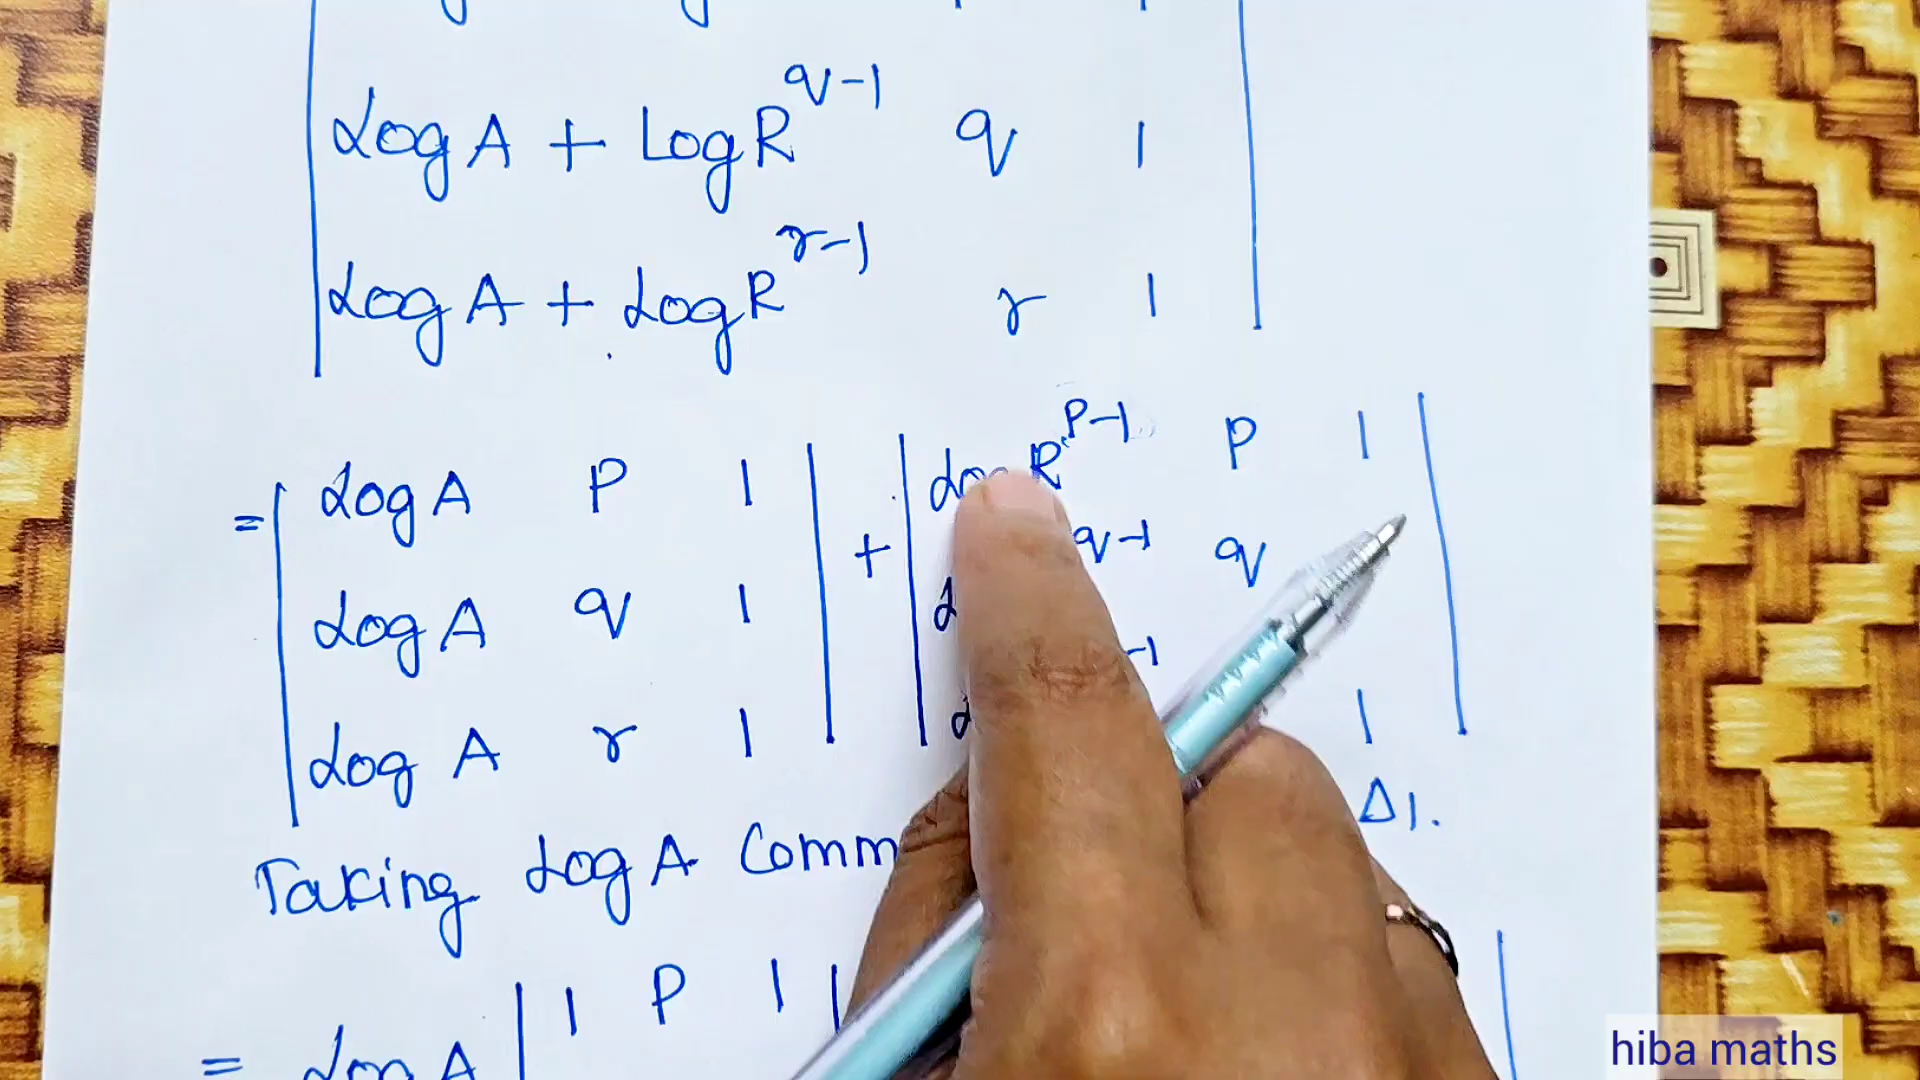 Log A + Log R^q-1 q 1
Log A + Log R^r-1 r 1
= | Log A P 1 | + | Log R^P-1 P 1 |
| Log A q 1 | q-1 q
| Log A r 1 | -1 1 |
Taking Log A Δ1.
= Log A | 1 P 1 |
hiba maths